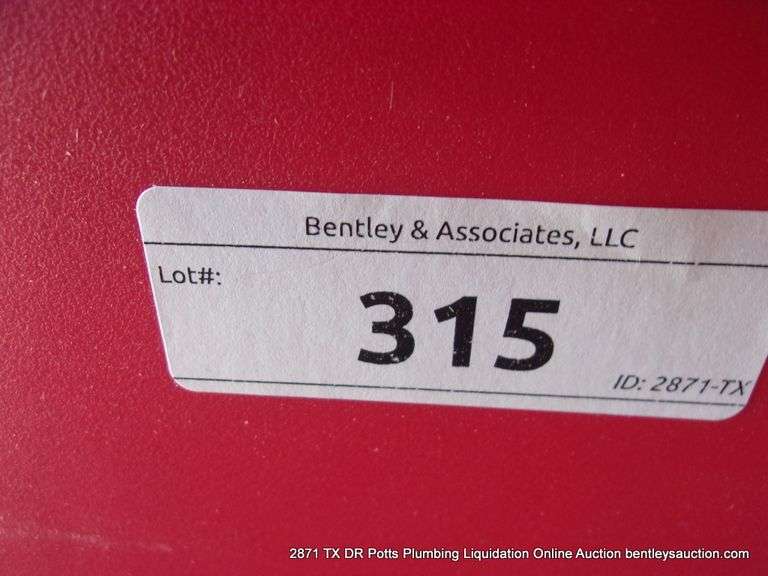 Bentley & Associates, LLC
Lot#:
315
ID: 2871-TX
2871 TX DR Potts Plumbing Liquidation Online Auction bentleysauction.com